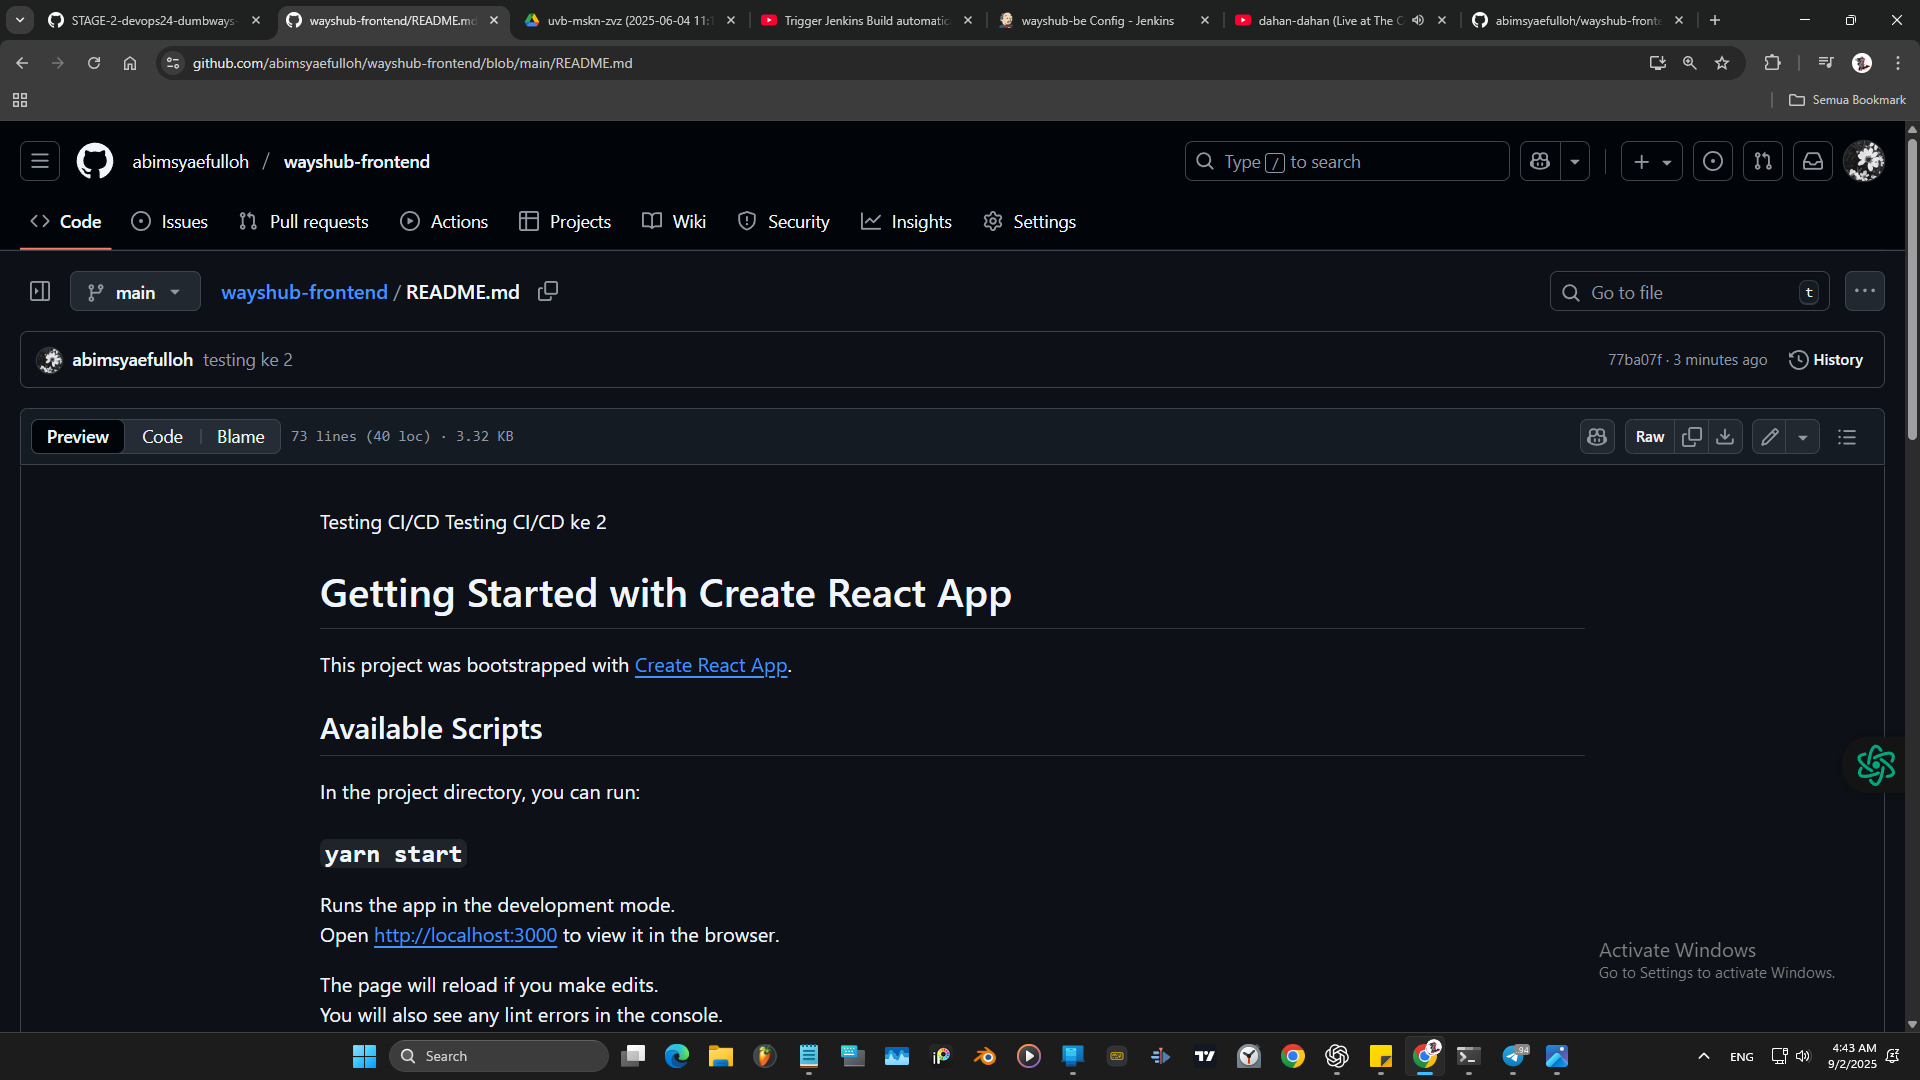 STAGE-2-devops24-dumbways-
wayshub-frontend/README.md
uvb-mskn-zvz (2025-06-04 11:1
Trigger Jenkins Build automatic
wayshub-be Config - Jenkins
dahan-dahan (Live at The C
abimsyaefulloh/wayshub-fronte
github.com/abimsyaefulloh/wayshub-frontend/blob/main/README.md
Semua Bookmark
abimsyaefulloh / wayshub-frontend
Type / to search
Code
Issues
Pull requests
Actions
Projects
Wiki
Security
Insights
Settings
main
wayshub-frontend / README.md
Go to file
t
abimsyaefulloh testing ke 2
77ba07f · 3 minutes ago
History
Preview
Code
Blame
73 lines (40 loc) · 3.32 KB
Raw
Testing CI/CD Testing CI/CD ke 2
Getting Started with Create React App
This project was bootstrapped with Create React App.
Available Scripts
In the project directory, you can run:
yarn start
Runs the app in the development mode.
Open http://localhost:3000 to view it in the browser.
The page will reload if you make edits.
You will also see any lint errors in the console.
Activate Windows
Go to Settings to activate Windows.
Search
94
ENG
4:43 AM
9/2/2025